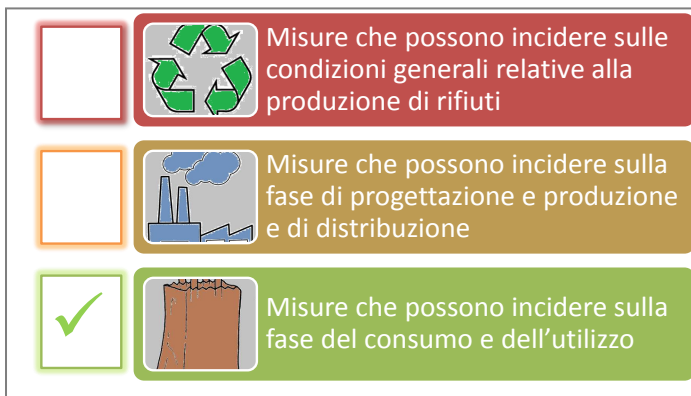 Misure che possono incidere sulle
condizioni generali relative alla
produzione di rifiuti
Misure che possono incidere sulla
fase di progettazione e produzione
e di distribuzione
Misure che possono incidere sulla
fase del consumo e dell’utilizzo